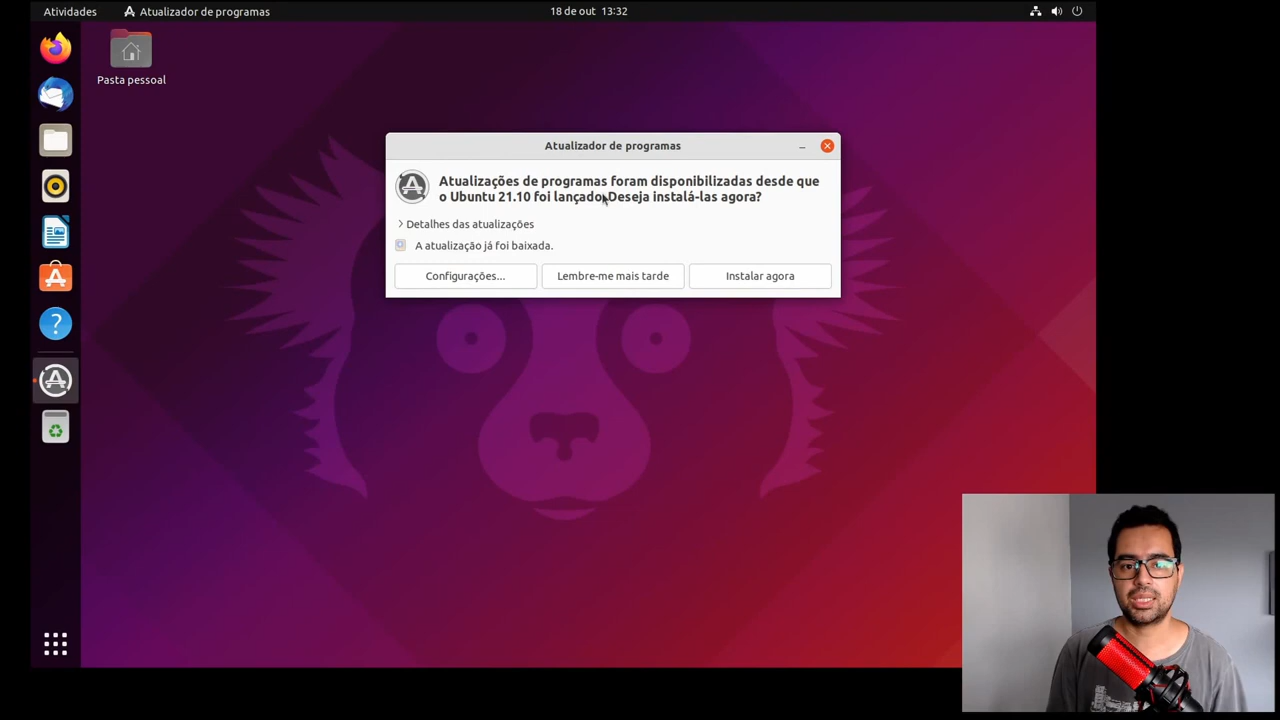 Atividades
Atualizador de programas
18 de out 13:32
Pasta pessoal
Atualizador de programas
Atualizações de programas foram disponibilizadas desde que
o Ubuntu 21.10 foi lançado.Deseja instalá-las agora?
Detalhes das atualizações
A atualização já foi baixada.
Configurações...
Lembre-me mais tarde
Instalar agora